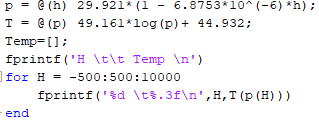 p = @(h) 29.921*(1 - 6.8753*10^(-6)*h);
T = @(p) 49.161*log(p)+ 44.932;
Temp=[];
fprintf('H \t\t Temp \n')
for H = -500:500:10000
    fprintf('%d \t%.3f\n',H,T(p(H)))
end